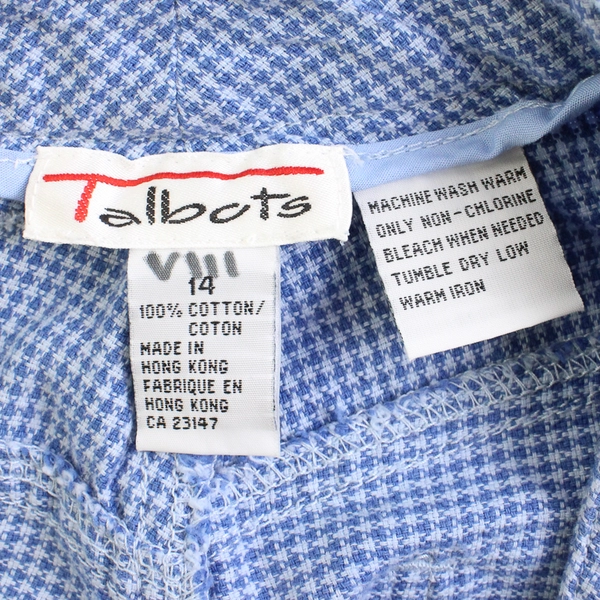 Talbots
VIII
14
100% COTTON/
COTON
MADE IN
HONG KONG
FABRIQUE EN
HONG KONG
CA 23147
MACHINE WASH WARM
ONLY NON-CHLORINE
BLEACH WHEN NEEDED
TUMBLE DRY LOW
WARM IRON